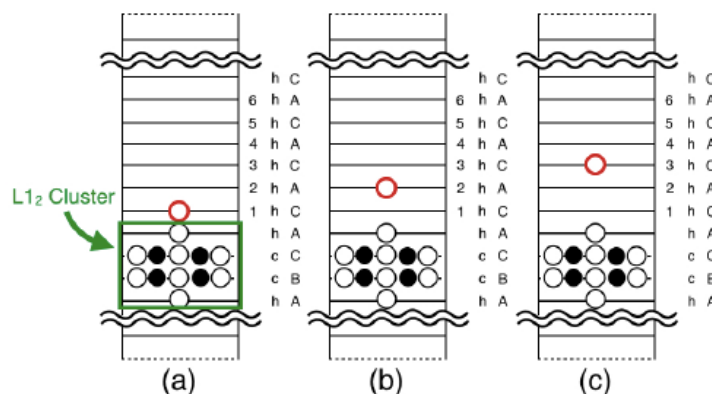 h C h C h C
6 h A 6 h A 6 h A
5 h C 5 h C 5 h C
4 h A 4 h A 4 h A
3 h C 3 h C 3 h C
2 h A 2 h A 2 h A
L1₂ Cluster
1 h C 1 h C 1 h C
h A h A h A
c C c C c C
c B c B c B
h A h A h A
(a) (b) (c)